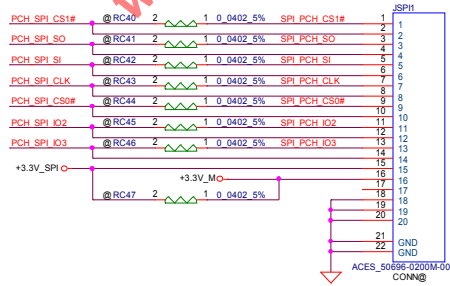 JSPI1
PCH_SPI_CS1# @RC40 2 1 0_0402_5% SPI_PCH_CS1# 1 1
2 2
PCH_SPI_SO @RC41 2 1 0_0402_5% SPI_PCH_SO 3 3
4 4
PCH_SPI_SI @RC42 2 1 0_0402_5% SPI_PCH_SI 5 5
6 6
PCH_SPI_CLK @RC43 2 1 0_0402_5% SPI_PCH_CLK 7 7
8 8
PCH_SPI_CS0# @RC44 2 1 0_0402_5% SPI_PCH_CS0# 9 9
10 10
PCH_SPI_IO2 @RC45 2 1 0_0402_5% SPI_PCH_IO2 11 11
12 12
PCH_SPI_IO3 @RC46 2 1 0_0402_5% SPI_PCH_IO3 13 13
14 14
+3.3V_SPI 15 15
+3.3V_M 16 16
17 17
@RC47 2 1 0_0402_5% 18 18
19 19
20 20
21 GND
22 GND
ACES_50696-0200M-00
CONN@